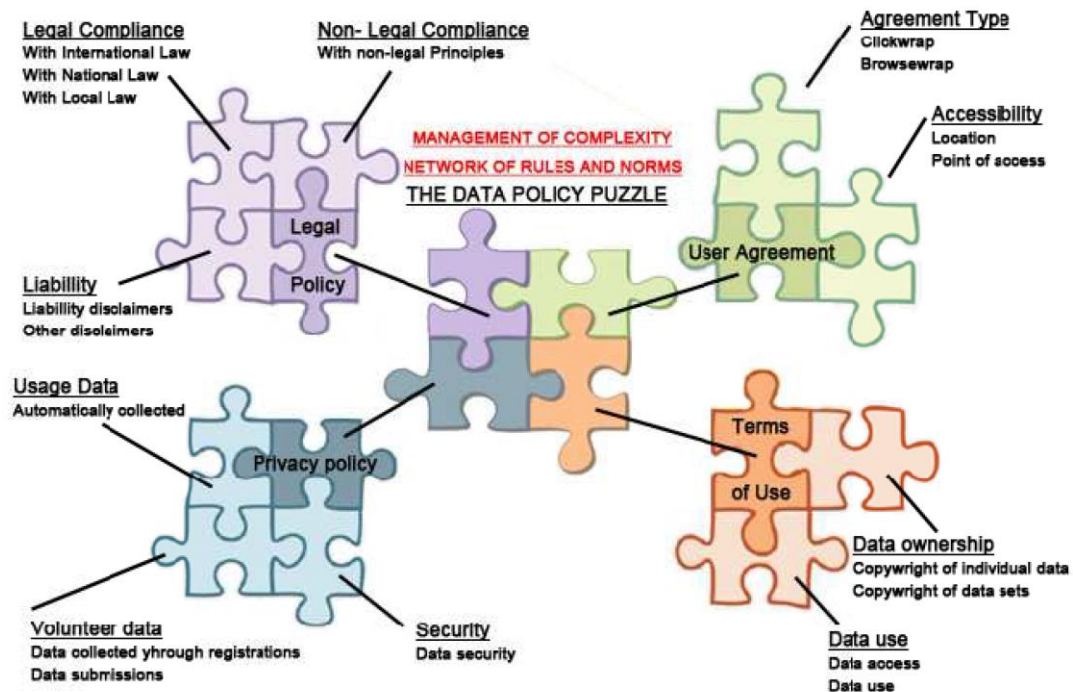 Legal Compliance
With International Law
With National Law
With Local Law
Non- Legal Compliance
With non-legal Principles
Agreement Type
Clickwrap
Browsewrap
Accessibility
Location
Point of access
MANAGEMENT OF COMPLEXITY
NETWORK OF RULES AND NORMS
THE DATA POLICY PUZZLE
Legal
Policy
User Agreement
Liabillity
Liabillity disclaimers
Other disclaimers
Usage Data
Automatically collected
Privacy policy
Terms
of Use
Data ownership
Copywright of individual data
Copywright of data sets
Volunteer data
Data collected yhrough registrations
Data submissions
Security
Data security
Data use
Data access
Data use